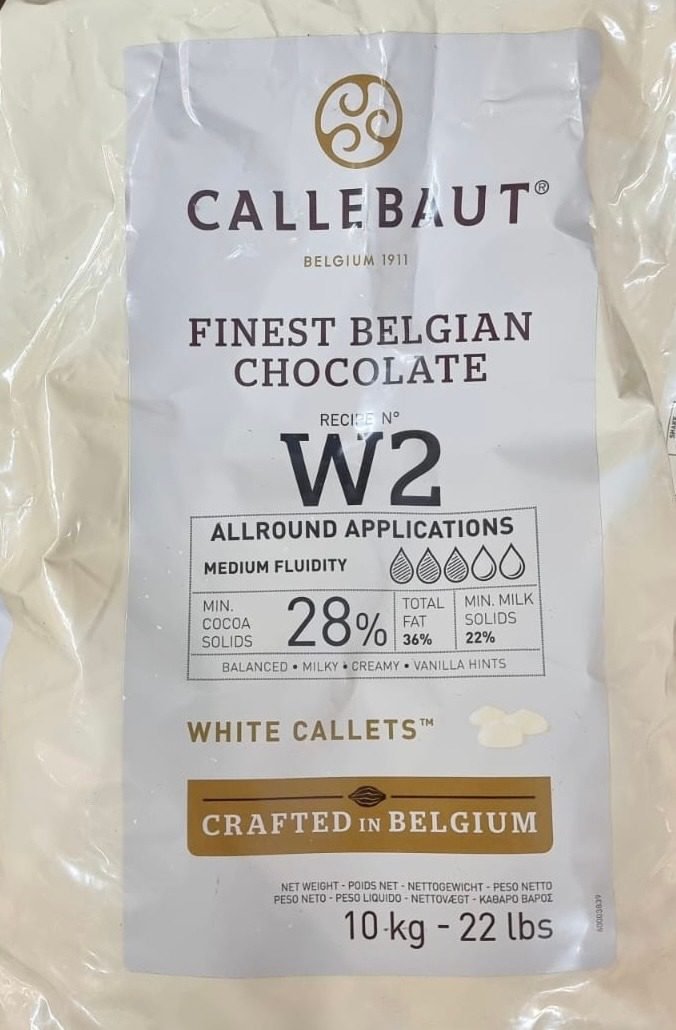 CALLEBAUT®
BELGIUM 1911
FINEST BELGIAN
CHOCOLATE
RECIPE N°
W2
ALLROUND APPLICATIONS
MEDIUM FLUIDITY
MIN.
COCOA
SOLIDS
28%
TOTAL
FAT
36%
MIN. MILK
SOLIDS
22%
BALANCED • MILKY • CREAMY • VANILLA HINTS
WHITE CALLETS™
CRAFTED IN BELGIUM
NET WEIGHT - POIDS NET - NETTOGEWICHT - PESO NETTO
PESO NETO - PESO LIQUIDO - NETTOVÆGT - ΚΑΘΑΡΟ ΒΑΡΟΣ
10 kg - 22 lbs